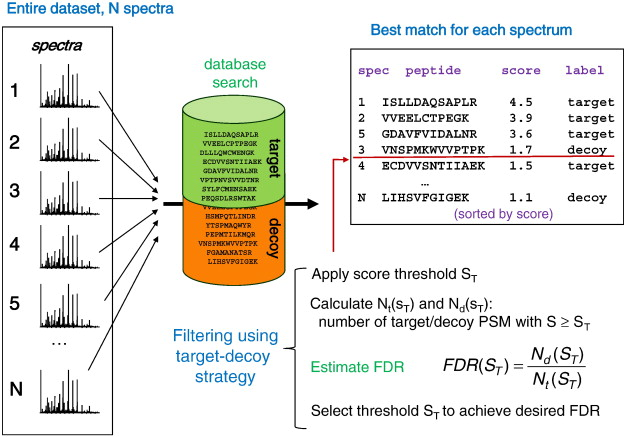 Entire dataset, N spectra
spectra
1
2
3
4
5
...
N
database
search
ISLLDAQSAPLR
VVEELCTPEGK
DLLLQWCWENGK
ECDVVSNTIIAEK
GDAVFVIDALNR
VPTPNVSVVDTNR
SYLFCMENSAEK
PEQSDLRSWTAK
HSMPQTLINDR
YTSPMAQWYR
PEPMTILKMQR
VNSPMKWVVPTPK
FGAMANATSR
LIHSVFGIGEK
target
decoy
Best match for each spectrum
spec peptide score label
1 ISLLDAQSAPLR 4.5 target
2 VVEELCTPEGK 3.9 target
5 GDAVFVIDALNR 3.6 target
3 VNSPMKWVVPTPK 1.7 decoy
4 ECDVVSNTIIAEK 1.5 target
...
N LIHSVFGIGEK 1.1 decoy
(sorted by score)
Filtering using
target-decoy
strategy
Apply score threshold S_T
Calculate N_t(s_T) and N_d(s_T):
number of target/decoy PSM with S ≥ S_T
Estimate FDR
FDR(S_T) = N_d(S_T) / N_t(S_T)
Select threshold S_T to achieve desired FDR